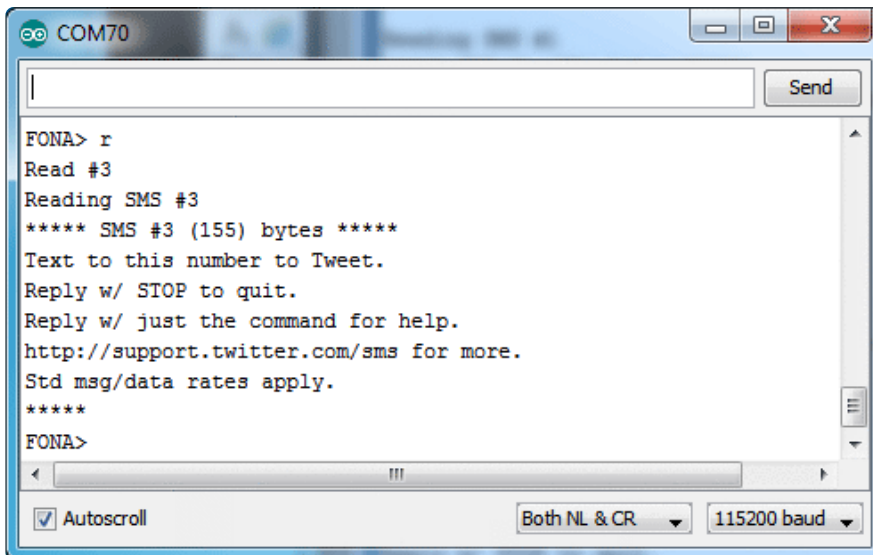 COM70
Send
FONA> r
Read #3
Reading SMS #3
***** SMS #3 (155) bytes *****
Text to this number to Tweet.
Reply w/ STOP to quit.
Reply w/ just the command for help.
http://support.twitter.com/sms for more.
Std msg/data rates apply.
*****
FONA>
Autoscroll
Both NL & CR
115200 baud